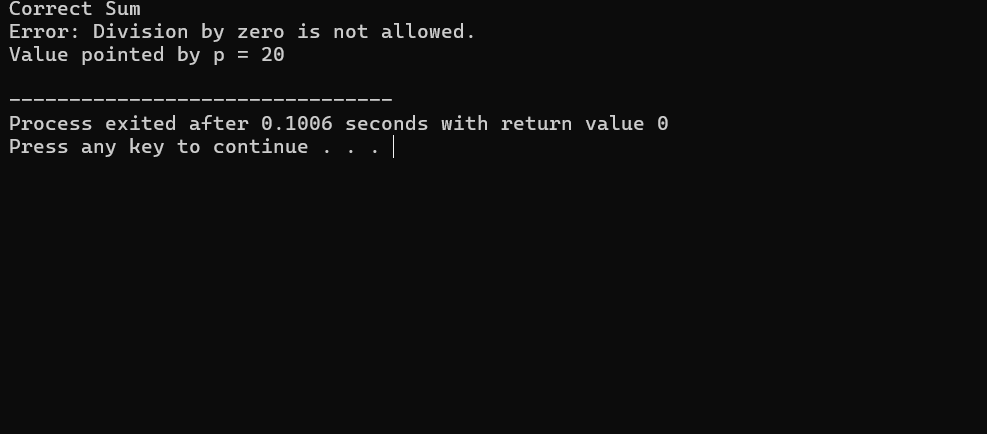 Correct Sum
Error: Division by zero is not allowed.
Value pointed by p = 20
--------------------------------
Process exited after 0.1006 seconds with return value 0
Press any key to continue . . .